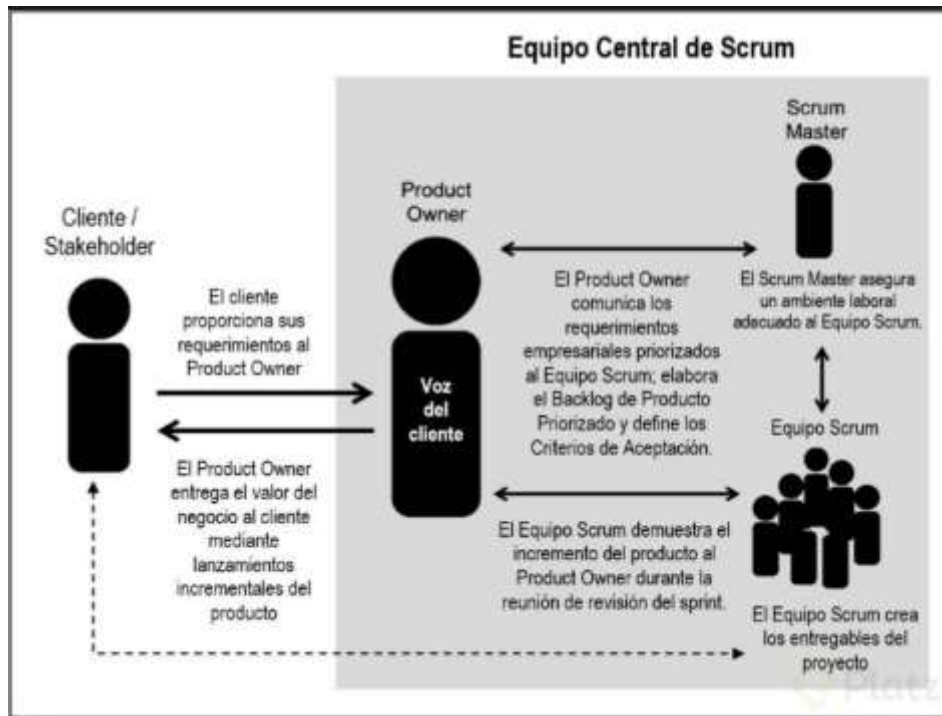 Equipo Central de Scrum
Scrum
Master
Product
Owner
Cliente /
Stakeholder
El cliente
proporciona sus
requerimientos al
Product Owner
Voz
del
cliente
El Product Owner
entrega el valor del
negocio al cliente
mediante
lanzamientos
incrementales del
producto
El Product Owner
comunica los
requerimientos
empresariales priorizados
al Equipo Scrum; elabora
el Backlog de Producto
Priorizado y define los
Criterios de Aceptación.
El Scrum Master asegura
un ambiente laboral
adecuado al Equipo Scrum.
Equipo Scrum
El Equipo Scrum demuestra el
incremento del producto al
Product Owner durante la
reunión de revisión del sprint.
El Equipo Scrum crea
los entregables del
proyecto